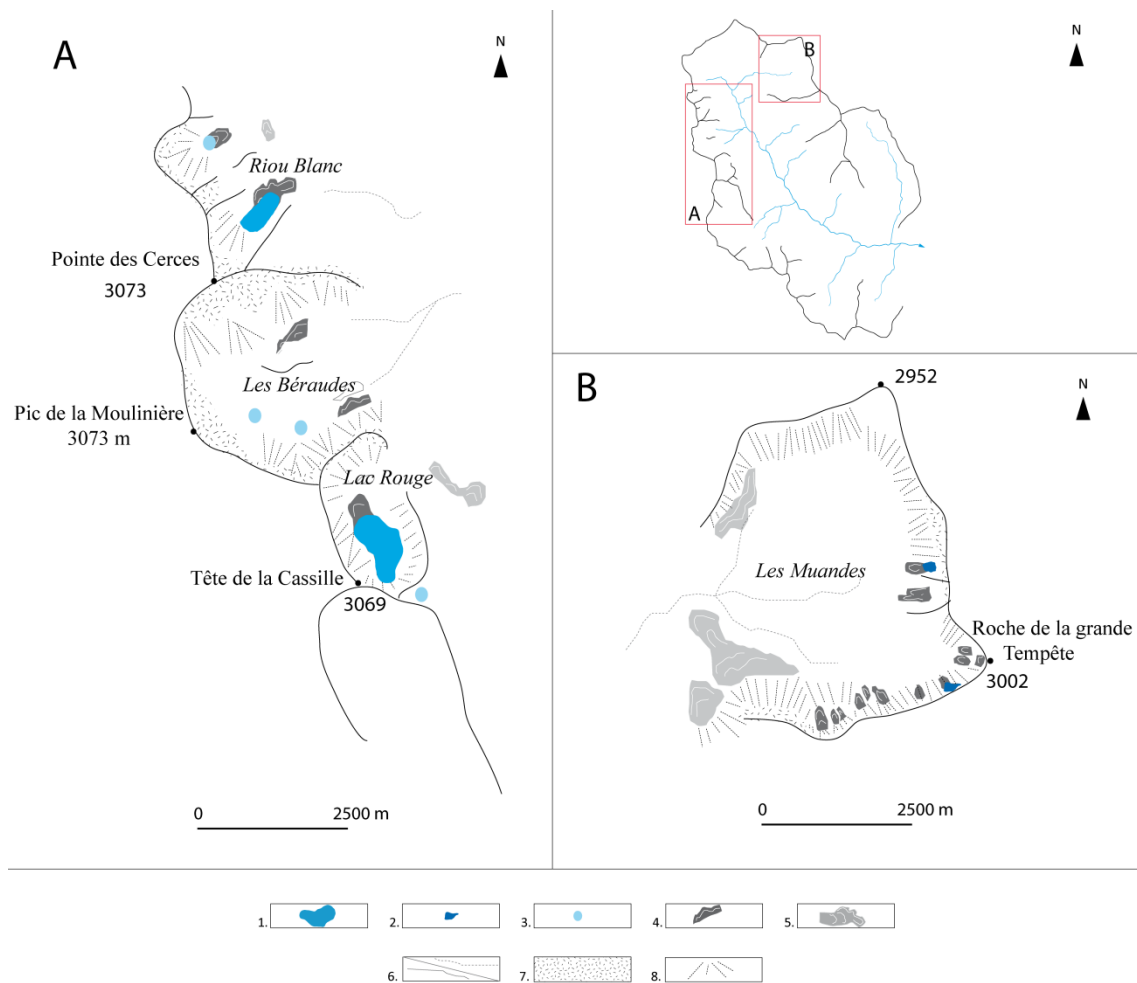 A
N
Riou Blanc
Pointe des Cerces
3073
Les Béraudes
Pic de la Moulinière
3073 m
Lac Rouge
Tête de la Cassille
3069
0 2500 m
B
N
A
B
N
2952
Les Muandes
Roche de la grande
Tempête
3002
0 2500 m
1. 2. 3. 4. 5.
6. 7. 8.